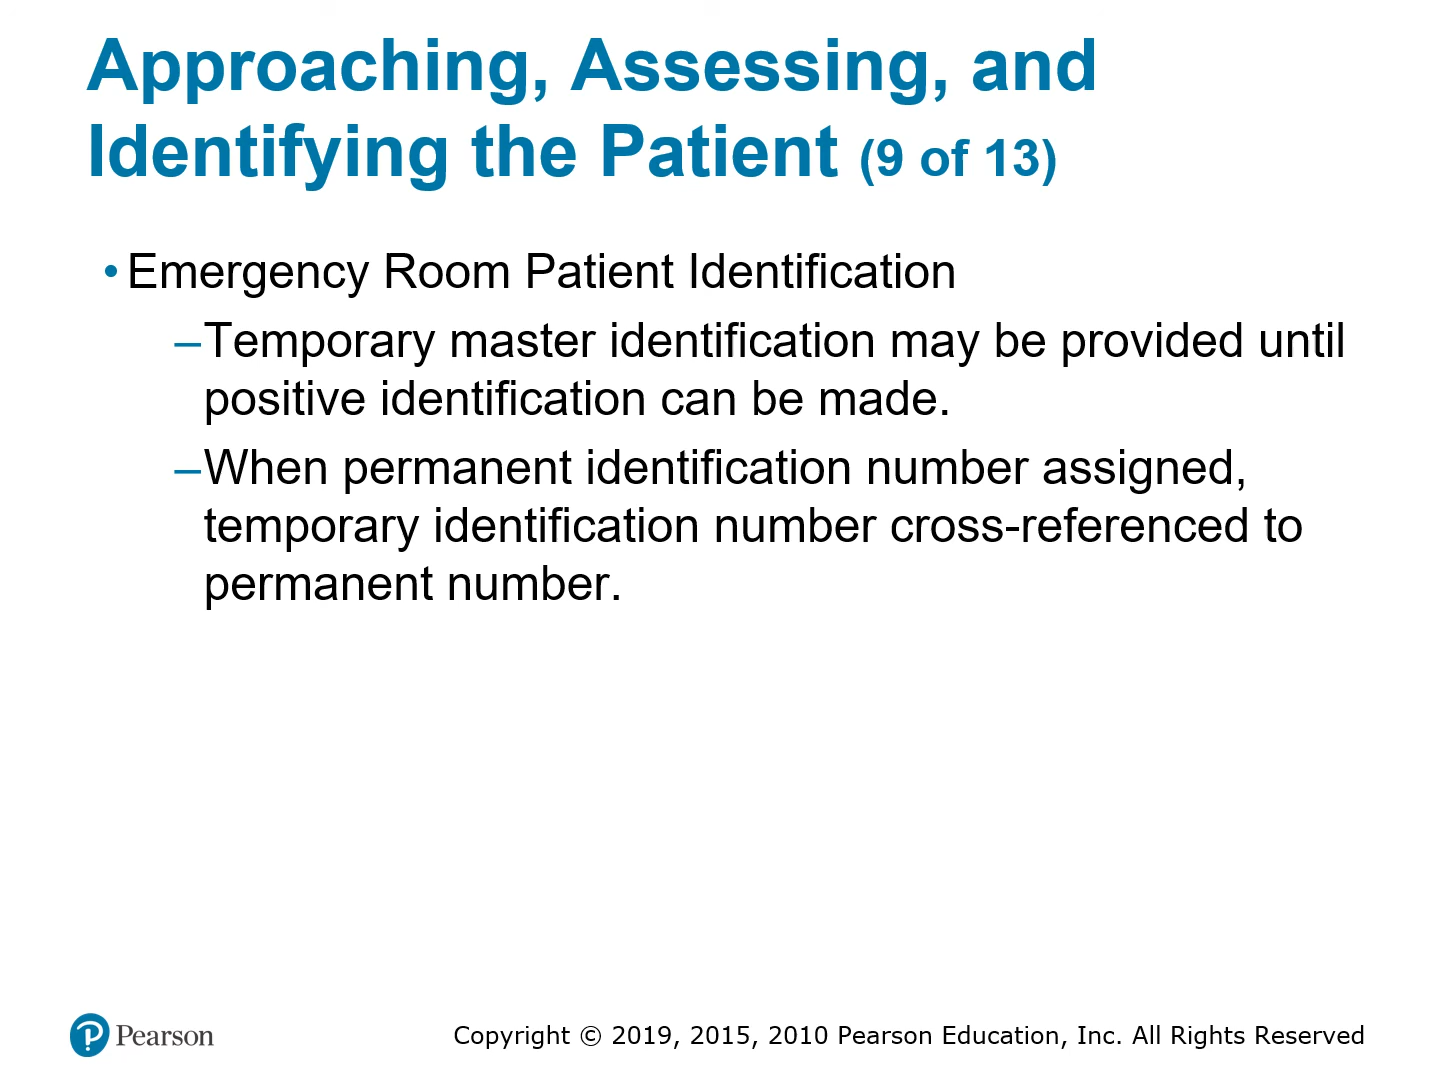 Approaching, Assessing, and
Identifying the Patient (9 of 13)
• Emergency Room Patient Identification
–Temporary master identification may be provided until
positive identification can be made.
–When permanent identification number assigned,
temporary identification number cross-referenced to
permanent number.
Pearson
Copyright © 2019, 2015, 2010 Pearson Education, Inc. All Rights Reserved